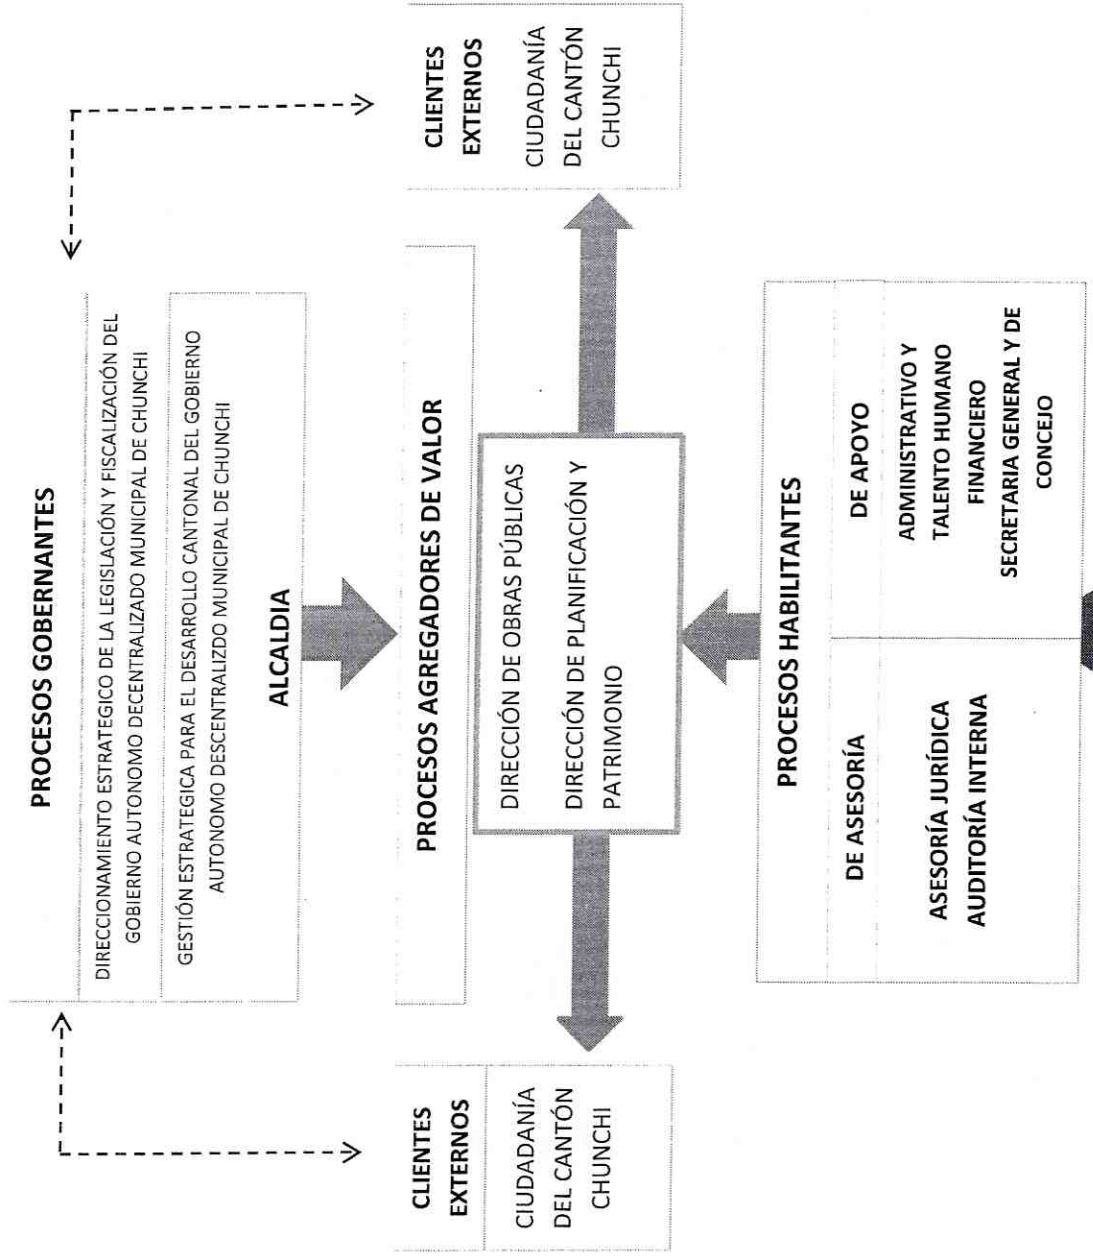 PROCESOS GOBERNANTES
DIRECCIONAMIENTO ESTRATEGICO DE LA LEGISLACIÓN Y FISCALIZACIÓN DEL
GOBIERNO AUTONOMO DECENTRALIZADO MUNICIPAL DE CHUNCHI
GESTIÓN ESTRATEGICA PARA EL DESARROLLO CANTONAL DEL GOBIERNO
AUTONOMO DESCENTRALIZDO MUNICIPAL DE CHUNCHI
ALCALDIA
CLIENTES
EXTERNOS
CIUDADANÍA
DEL CANTÓN
CHUNCHI
PROCESOS AGREGADORES DE VALOR
DIRECCIÓN DE OBRAS PÚBLICAS
DIRECCIÓN DE PLANIFICACIÓN Y
PATRIMONIO
CLIENTES
EXTERNOS
CIUDADANÍA
DEL CANTÓN
CHUNCHI
PROCESOS HABILITANTES
DE ASESORÍA
ASESORÍA JURÍDICA
AUDITORÍA INTERNA
DE APOYO
ADMINISTRATIVO Y
TALENTO HUMANO
FINANCIERO
SECRETARIA GENERAL Y DE
CONCEJO